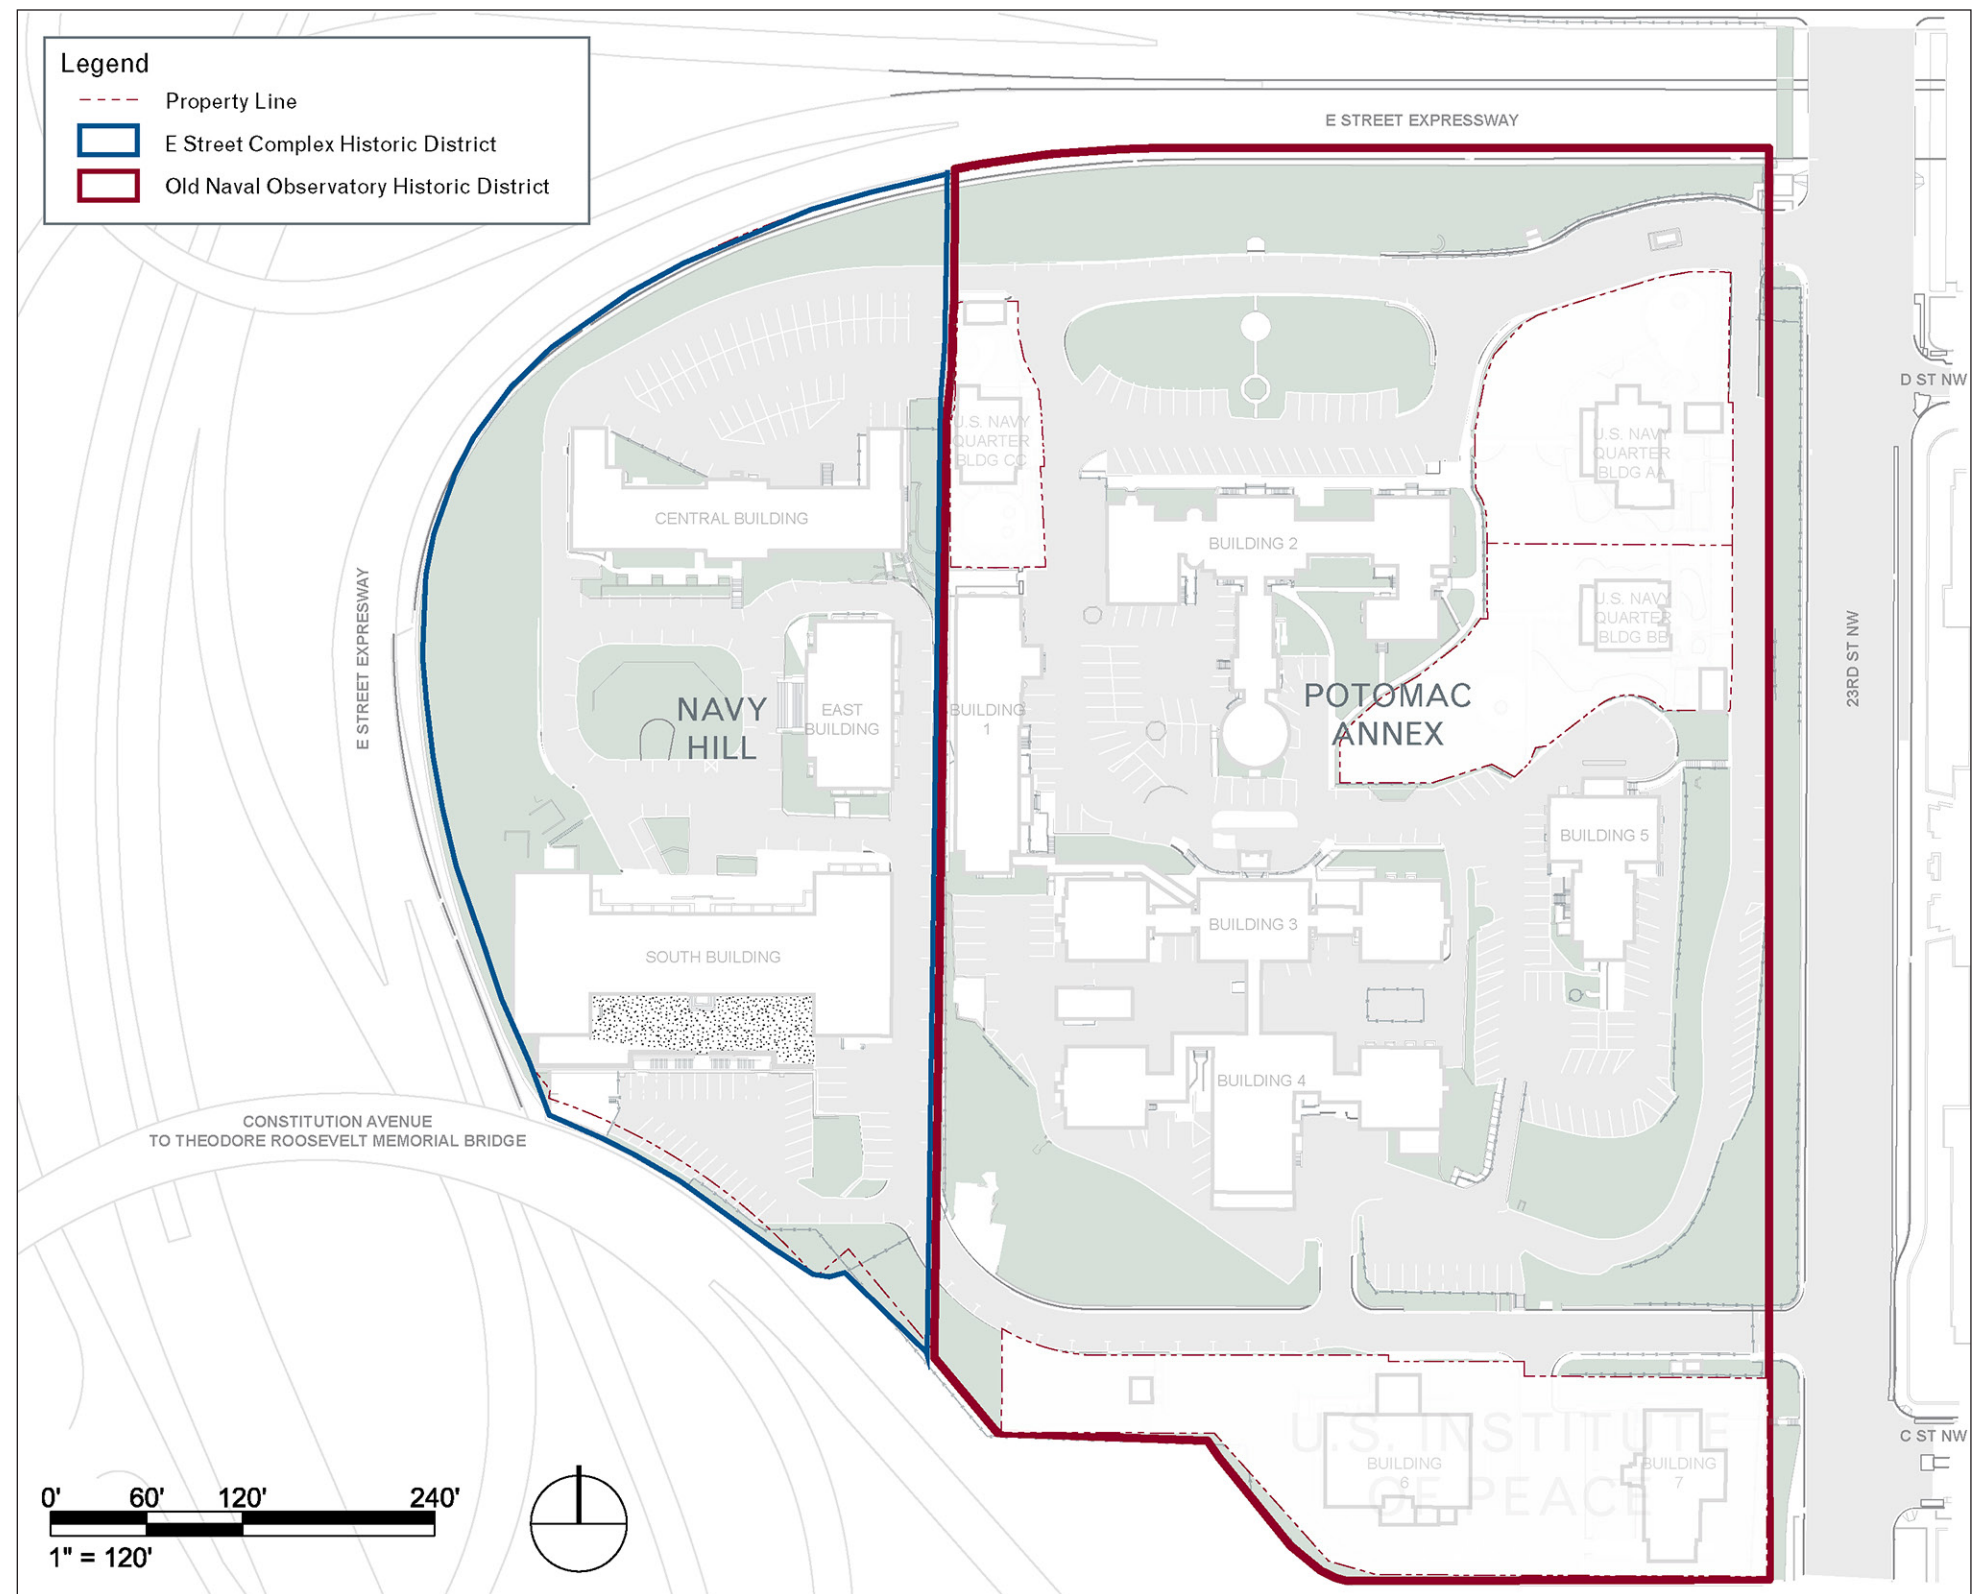 Legend
Property Line
E Street Complex Historic District
Old Naval Observatory Historic District
E STREET EXPRESSWAY
D ST NW
U.S. NAVY
QUARTER
BLDG CC
U.S. NAVY
QUARTER
BLDG AA
CENTRAL BUILDING
BUILDING 2
U.S. NAVY
QUARTER
BLDG BB
E STREET EXPRESWAY
23RD ST NW
NAVY
HILL
EAST
BUILDING
BUILDING
1
POTOMAC
ANNEX
BUILDING 5
BUILDING 3
SOUTH BUILDING
BUILDING 4
CONSTITUTION AVENUE
TO THEODORE ROOSEVELT MEMORIAL BRIDGE
U.S. INSTITUTE
OF PEACE
BUILDING
6
BUILDING
7
C ST NW
0' 60' 120' 240'
1" = 120'